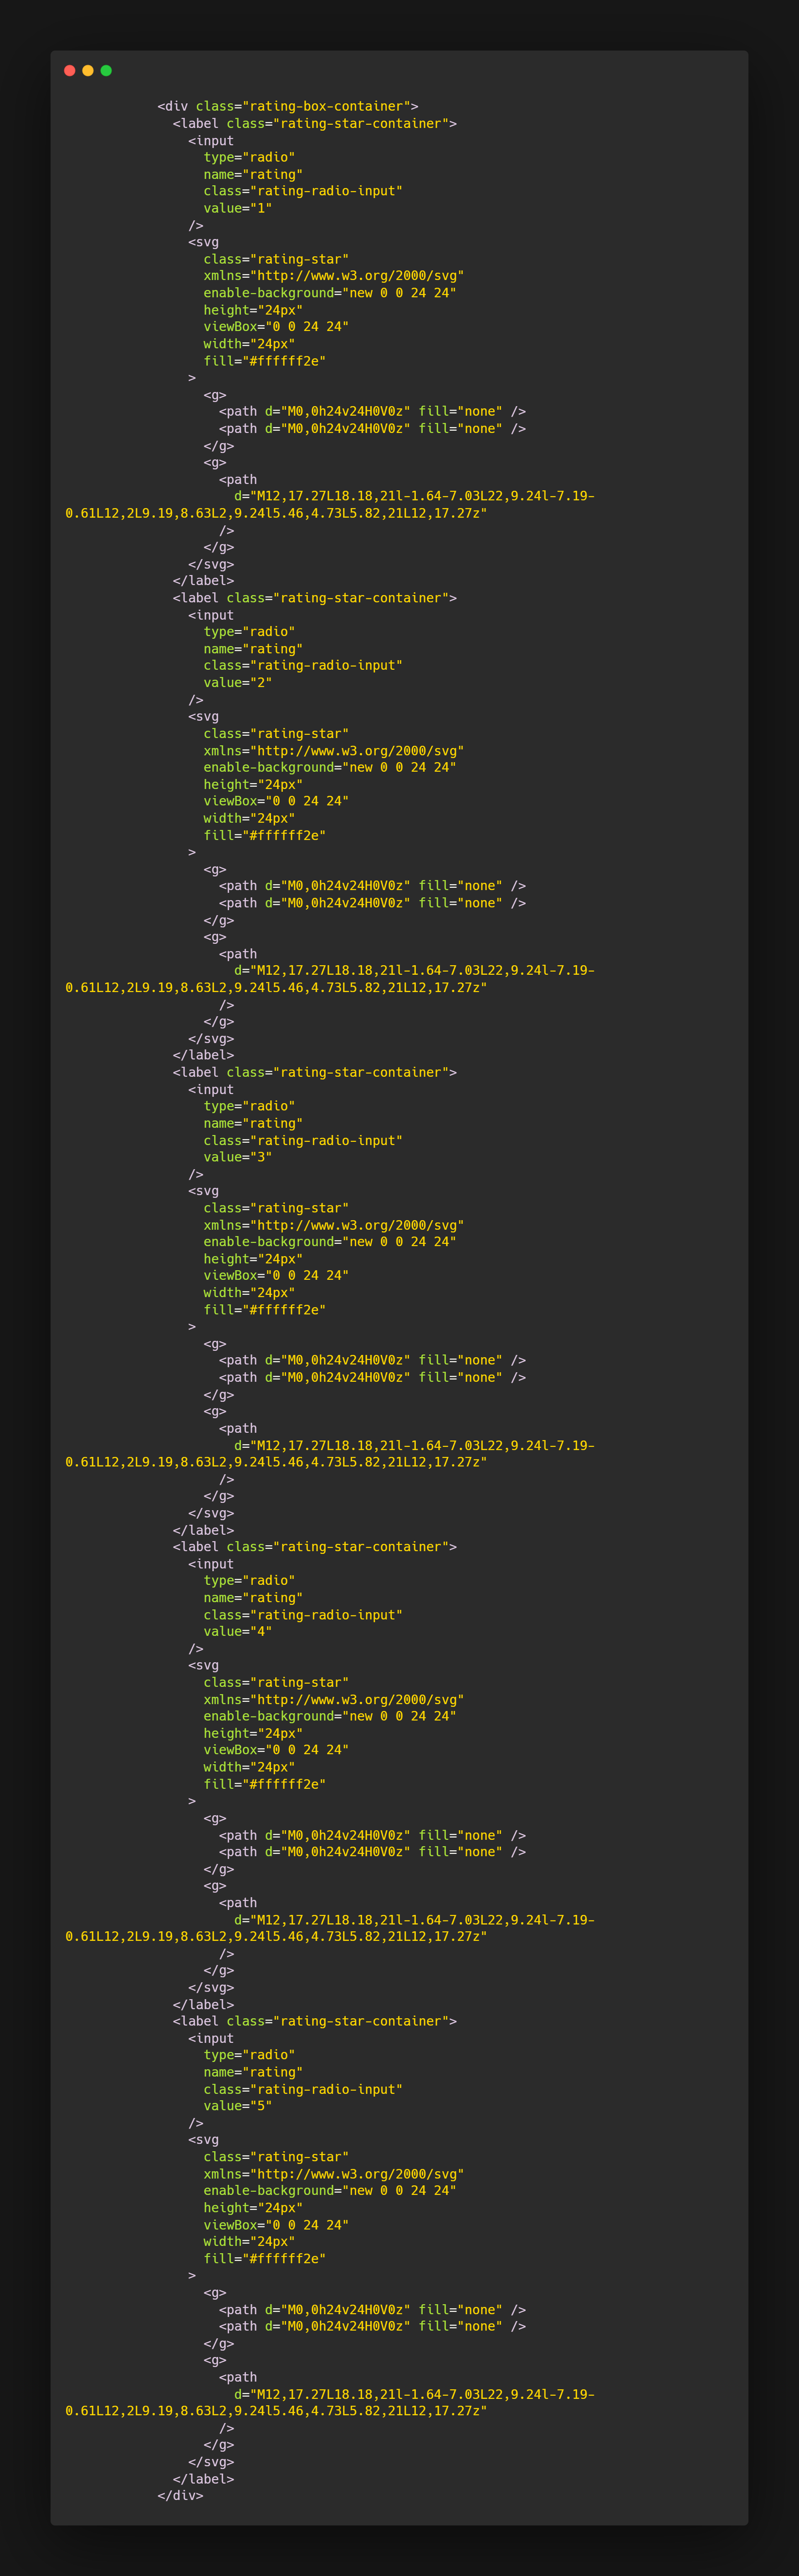 <div class="rating-box-container">
<label class="rating-star-container">
<input
type="radio"
name="rating"
class="rating-radio-input"
value="1"
/>
<svg
class="rating-star"
xmlns="http://www.w3.org/2000/svg"
enable-background="new 0 0 24 24"
height="24px"
viewBox="0 0 24 24"
width="24px"
fill="#ffffff2e"
>
<g>
<path d="M0,0h24v24H0V0z" fill="none" />
<path d="M0,0h24v24H0V0z" fill="none" />
</g>
<g>
<path
d="M12,17.27L18.18,21l-1.64-7.03L22,9.24l-7.19-
0.61L12,2L9.19,8.63L2,9.24l5.46,4.73L5.82,21L12,17.27z"
/>
</g>
</svg>
</label>
<label class="rating-star-container">
<input
type="radio"
name="rating"
class="rating-radio-input"
value="2"
/>
<svg
class="rating-star"
xmlns="http://www.w3.org/2000/svg"
enable-background="new 0 0 24 24"
height="24px"
viewBox="0 0 24 24"
width="24px"
fill="#ffffff2e"
>
<g>
<path d="M0,0h24v24H0V0z" fill="none" />
<path d="M0,0h24v24H0V0z" fill="none" />
</g>
<g>
<path
d="M12,17.27L18.18,21l-1.64-7.03L22,9.24l-7.19-
0.61L12,2L9.19,8.63L2,9.24l5.46,4.73L5.82,21L12,17.27z"
/>
</g>
</svg>
</label>
<label class="rating-star-container">
<input
type="radio"
name="rating"
class="rating-radio-input"
value="3"
/>
<svg
class="rating-star"
xmlns="http://www.w3.org/2000/svg"
enable-background="new 0 0 24 24"
height="24px"
viewBox="0 0 24 24"
width="24px"
fill="#ffffff2e"
>
<g>
<path d="M0,0h24v24H0V0z" fill="none" />
<path d="M0,0h24v24H0V0z" fill="none" />
</g>
<g>
<path
d="M12,17.27L18.18,21l-1.64-7.03L22,9.24l-7.19-
0.61L12,2L9.19,8.63L2,9.24l5.46,4.73L5.82,21L12,17.27z"
/>
</g>
</svg>
</label>
<label class="rating-star-container">
<input
type="radio"
name="rating"
class="rating-radio-input"
value="4"
/>
<svg
class="rating-star"
xmlns="http://www.w3.org/2000/svg"
enable-background="new 0 0 24 24"
height="24px"
viewBox="0 0 24 24"
width="24px"
fill="#ffffff2e"
>
<g>
<path d="M0,0h24v24H0V0z" fill="none" />
<path d="M0,0h24v24H0V0z" fill="none" />
</g>
<g>
<path
d="M12,17.27L18.18,21l-1.64-7.03L22,9.24l-7.19-
0.61L12,2L9.19,8.63L2,9.24l5.46,4.73L5.82,21L12,17.27z"
/>
</g>
</svg>
</label>
<label class="rating-star-container">
<input
type="radio"
name="rating"
class="rating-radio-input"
value="5"
/>
<svg
class="rating-star"
xmlns="http://www.w3.org/2000/svg"
enable-background="new 0 0 24 24"
height="24px"
viewBox="0 0 24 24"
width="24px"
fill="#ffffff2e"
>
<g>
<path d="M0,0h24v24H0V0z" fill="none" />
<path d="M0,0h24v24H0V0z" fill="none" />
</g>
<g>
<path
d="M12,17.27L18.18,21l-1.64-7.03L22,9.24l-7.19-
0.61L12,2L9.19,8.63L2,9.24l5.46,4.73L5.82,21L12,17.27z"
/>
</g>
</svg>
</label>
</div>